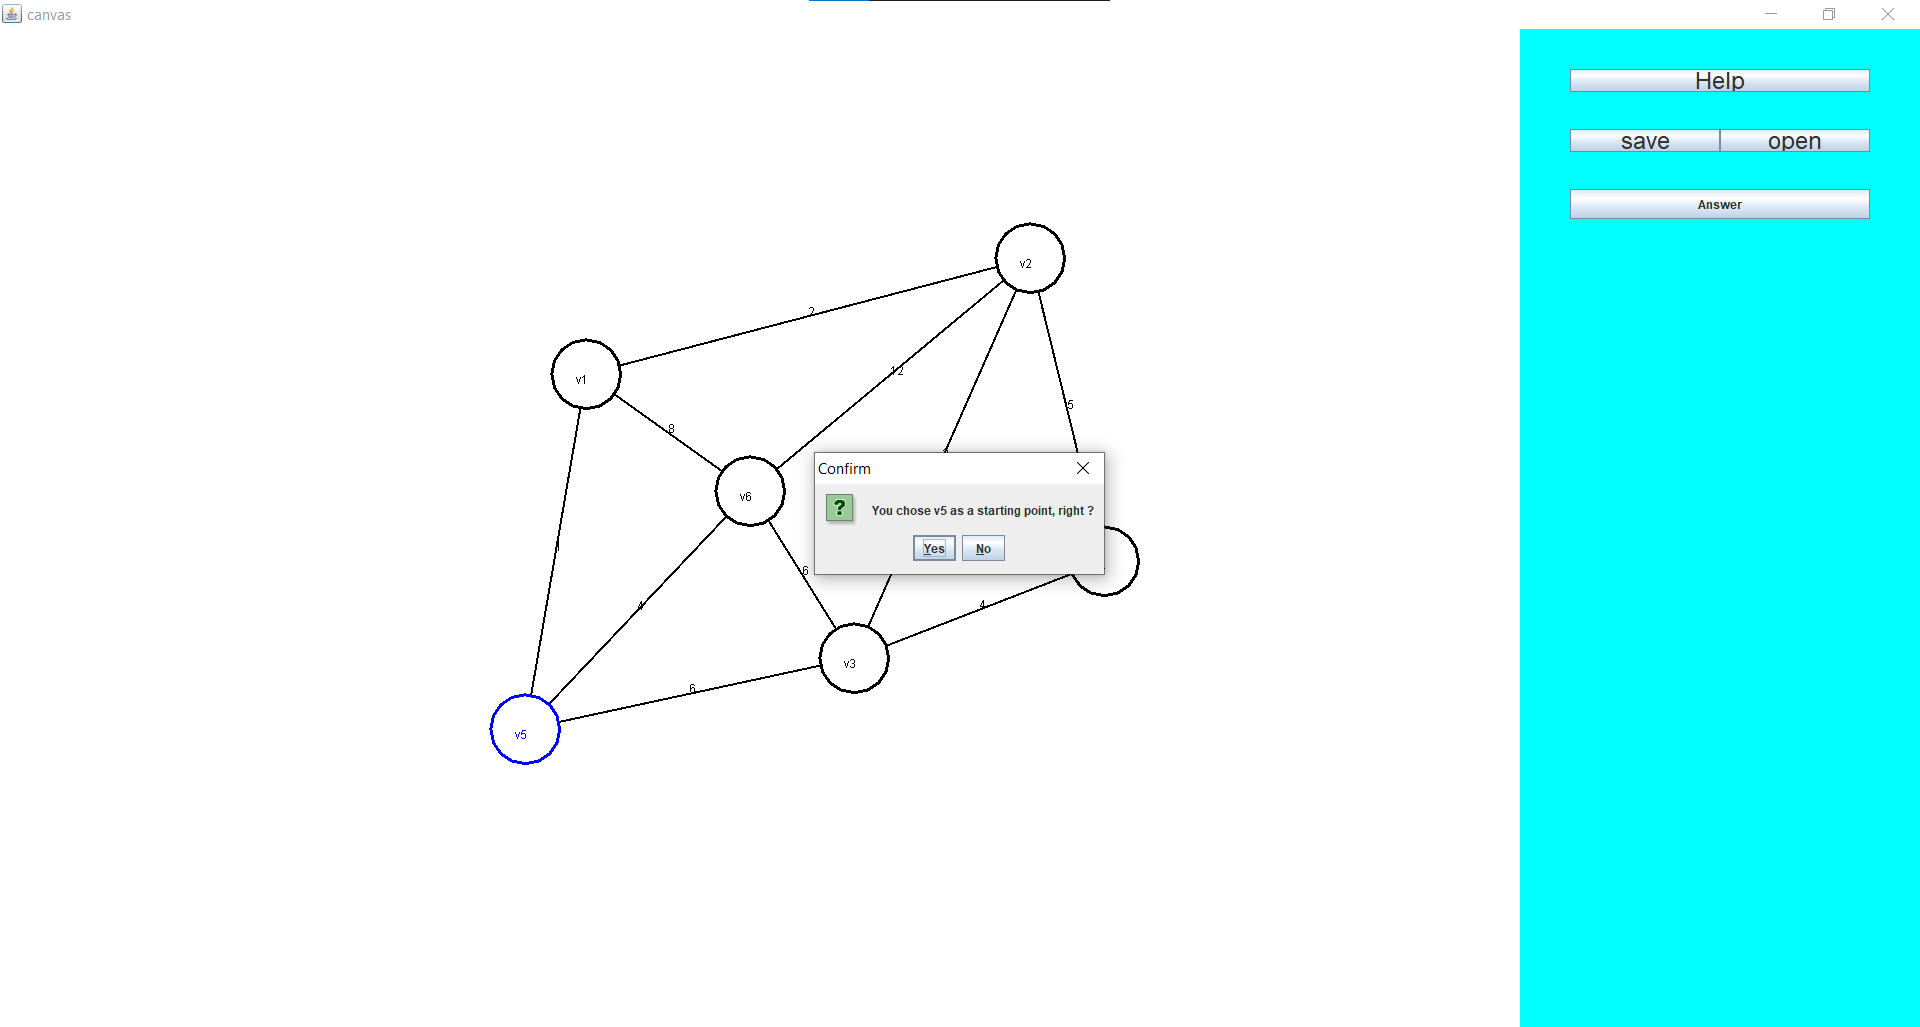 canvas
Help
save open
Answer
v2
2
v1
12
5
8
Confirm
v6
You chose v5 as a starting point, right ?
Yes No
6
4
4
v3
6
v5